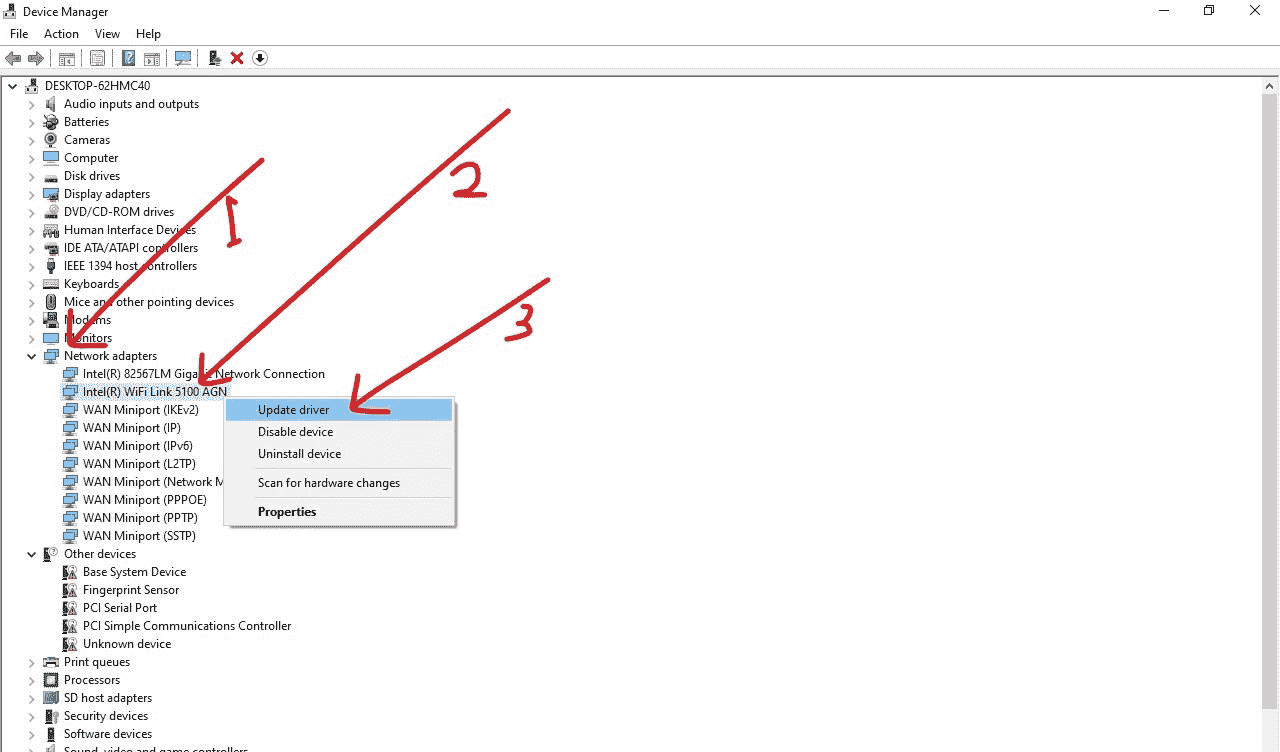 Device Manager
File Action View Help
DESKTOP-62HMC40
Audio inputs and outputs
Batteries
Cameras
Computer
Disk drives
Display adapters
DVD/CD-ROM drives
1
2
Human Interface Devices
IDE ATA/ATAPI controllers
IEEE 1394 host controllers
Keyboards
Mice and other pointing devices
3
Modems
Monitors
Network adapters
Intel(R) 82567LM Gigabit Network Connection
Intel(R) WiFi Link 5100 AGN
WAN Miniport (IKEv2)
WAN Miniport (IP)
WAN Miniport (IPv6)
WAN Miniport (L2TP)
WAN Miniport (Network M
WAN Miniport (PPPOE)
WAN Miniport (PPTP)
WAN Miniport (SSTP)
Update driver
Disable device
Uninstall device
Scan for hardware changes
Properties
Other devices
Base System Device
Fingerprint Sensor
PCI Serial Port
PCI Simple Communications Controller
Unknown device
Print queues
Processors
SD host adapters
Security devices
Software devices
Sound, video and game controllers